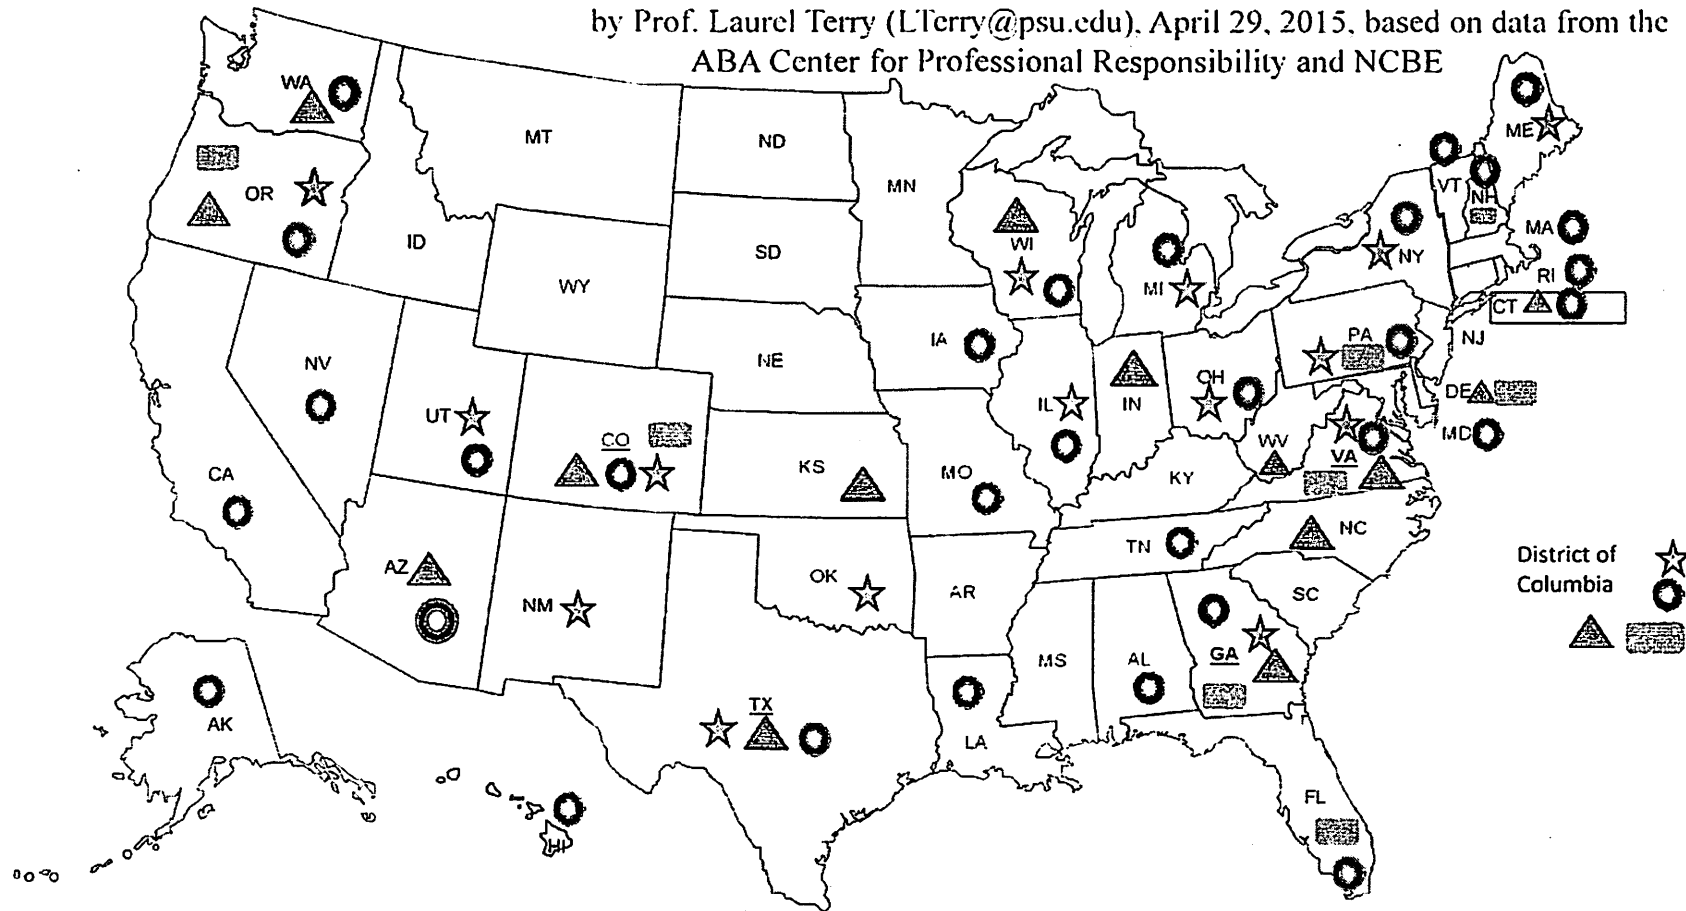 by Prof. Laurel Terry (LTerry@psu.edu), April 29, 2015, based on data from the
ABA Center for Professional Responsibility and NCBE
WA
MT
ND
MN
ME
VT
NH
OR
ID
SD
WI
MI
NY
MA
RI
CT
WY
IA
NE
PA
NJ
NV
UT
CO
IL
IN
OH
DE
MD
CA
KS
MO
WV
VA
KY
NC
TN
AZ
NM
OK
AR
SC
District of
Columbia
MS
AL
GA
AK
TX
LA
FL
HI